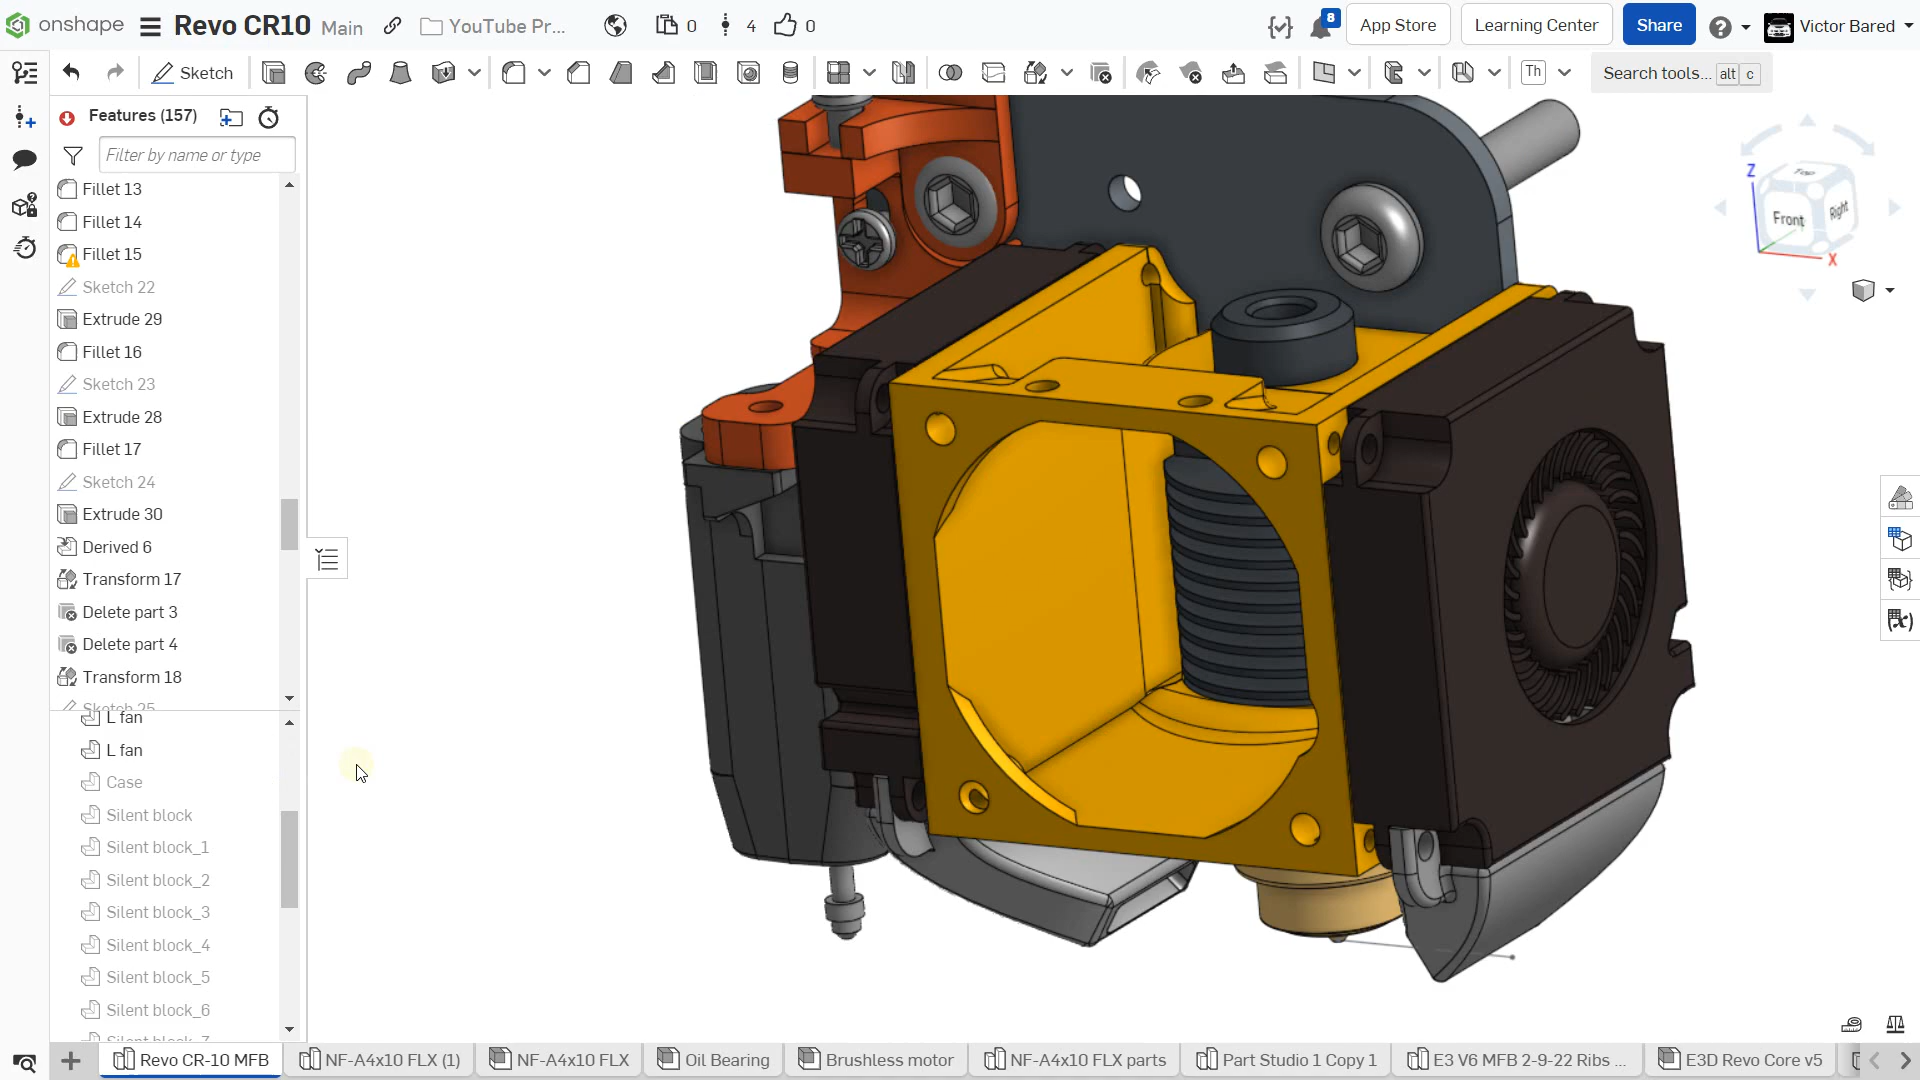 onshape
Revo CR10 Main
YouTube Pr...
0
4
0
8
App Store
Learning Center
Share
Victor Bared
Sketch
Th
Search tools... alt c
Features (157)
Filter by name or type
Fillet 13
Fillet 14
Fillet 15
Sketch 22
Extrude 29
Fillet 16
Sketch 23
Extrude 28
Fillet 17
Sketch 24
Extrude 30
Derived 6
Transform 17
Delete part 3
Delete part 4
Transform 18
Sketch 25
L fan
L fan
Case
Silent block
Silent block_1
Silent block_2
Silent block_3
Silent block_4
Silent block_5
Silent block_6
Z
Top
Front
Right
X
Revo CR-10 MFB
NF-A4x10 FLX (1)
NF-A4x10 FLX
Oil Bearing
Brushless motor
NF-A4x10 FLX parts
Part Studio 1 Copy 1
E3 V6 MFB 2-9-22 Ribs ...
E3D Revo Core v5